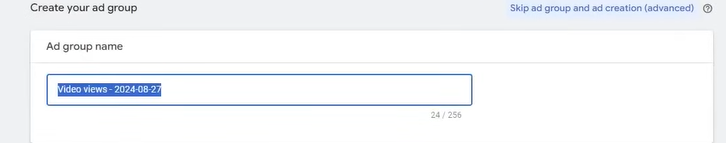 Create your ad group
Skip ad group and ad creation (advanced)
Ad group name
Video views - 2024-08-27
24 / 256